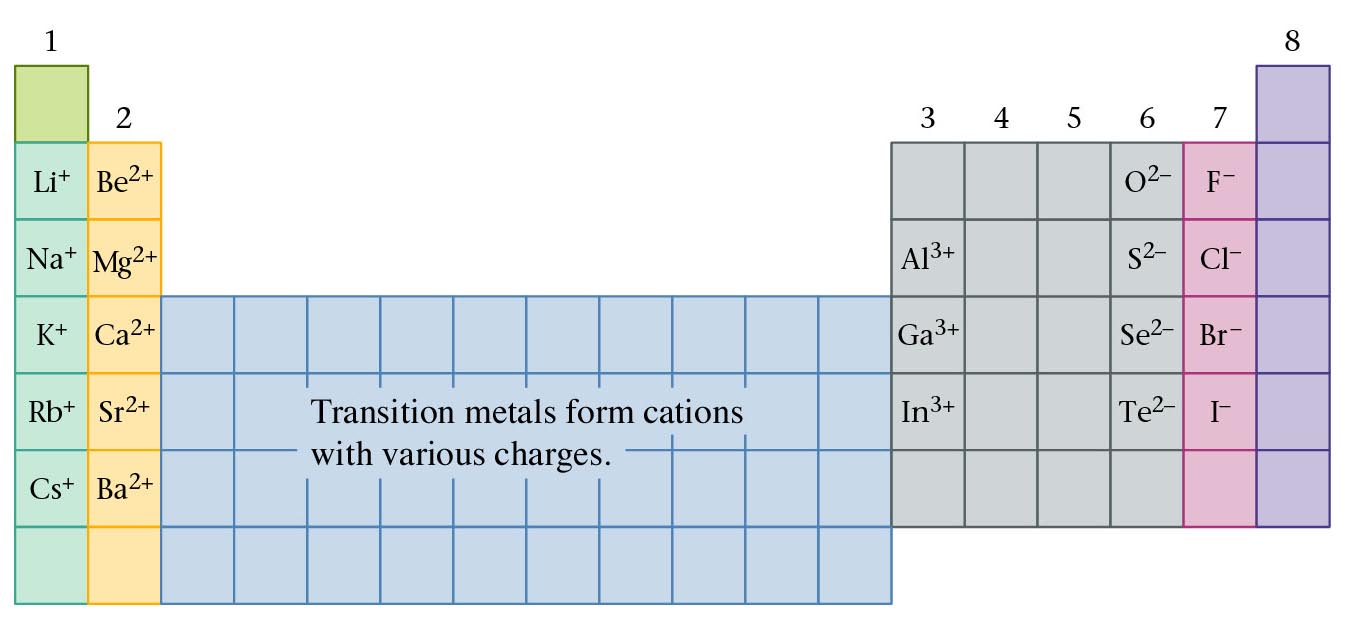 1 8
2 3 4 5 6 7
Li⁺ Be²⁺ O²⁻ F⁻
Na⁺ Mg²⁺ Al³⁺ S²⁻ Cl⁻
K⁺ Ca²⁺ Ga³⁺ Se²⁻ Br⁻
Rb⁺ Sr²⁺ Transition metals form cations In³⁺ Te²⁻ I⁻
with various charges.
Cs⁺ Ba²⁺